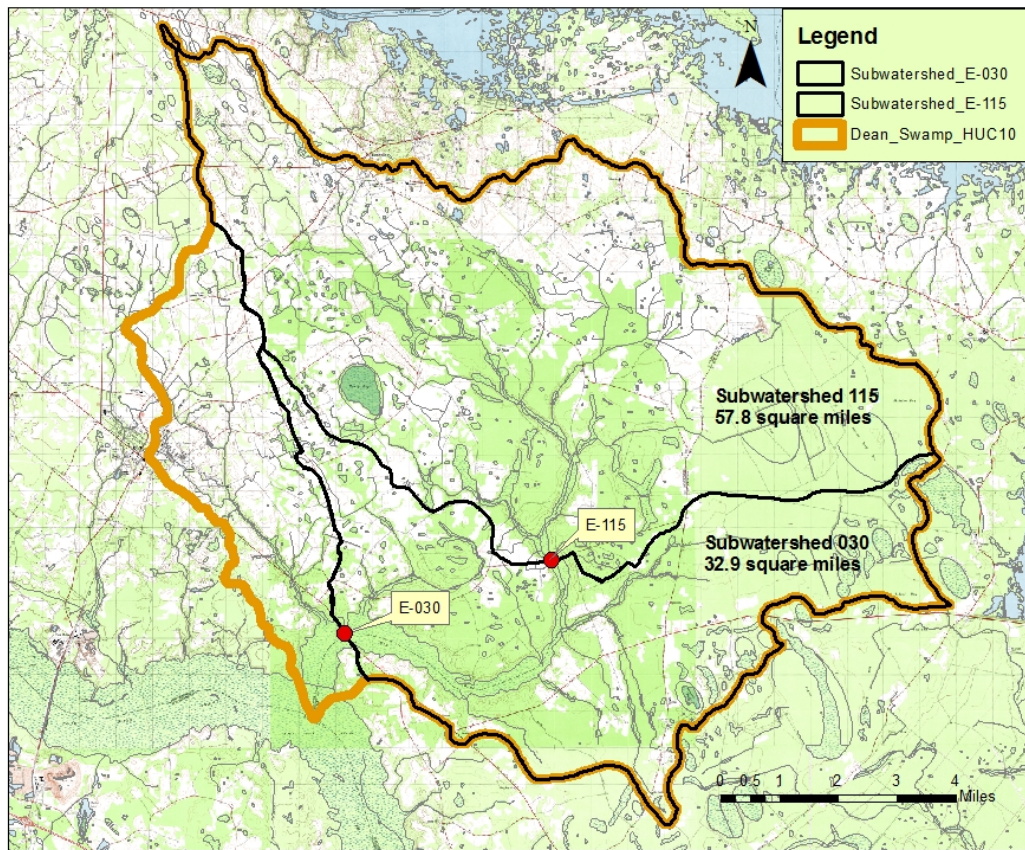 N
Legend
Subwatershed_E-030
Subwatershed_E-115
Dean_Swamp_HUC10
Subwatershed 115
57.8 square miles
E-115
Subwatershed 030
32.9 square miles
E-030
0 0.5 1 2 3 4
Miles